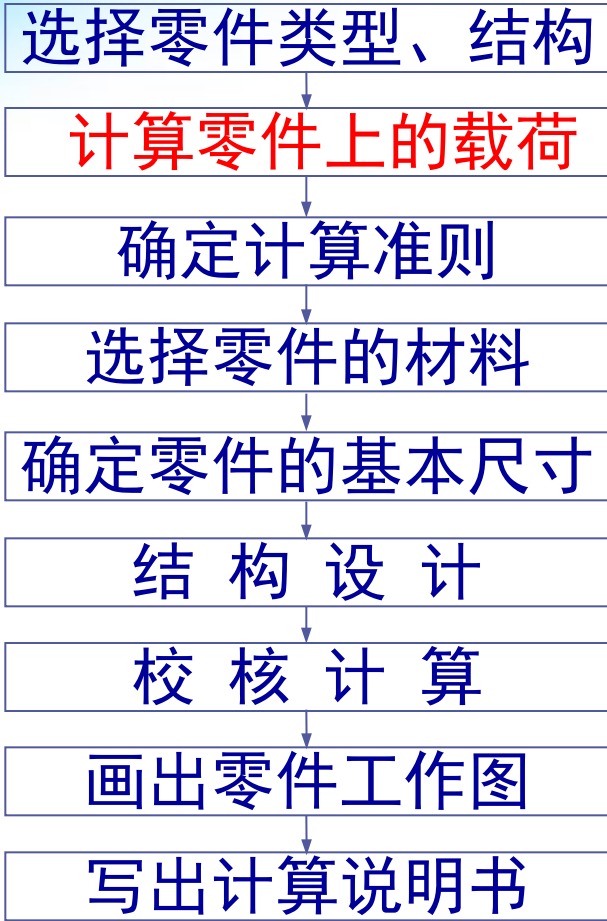 选择零件类型、结构
计算零件上的载荷
确定计算准则
选择零件的材料
确定零件的基本尺寸
结 构 设 计
校 核 计 算
画出零件工作图
写出计算说明书